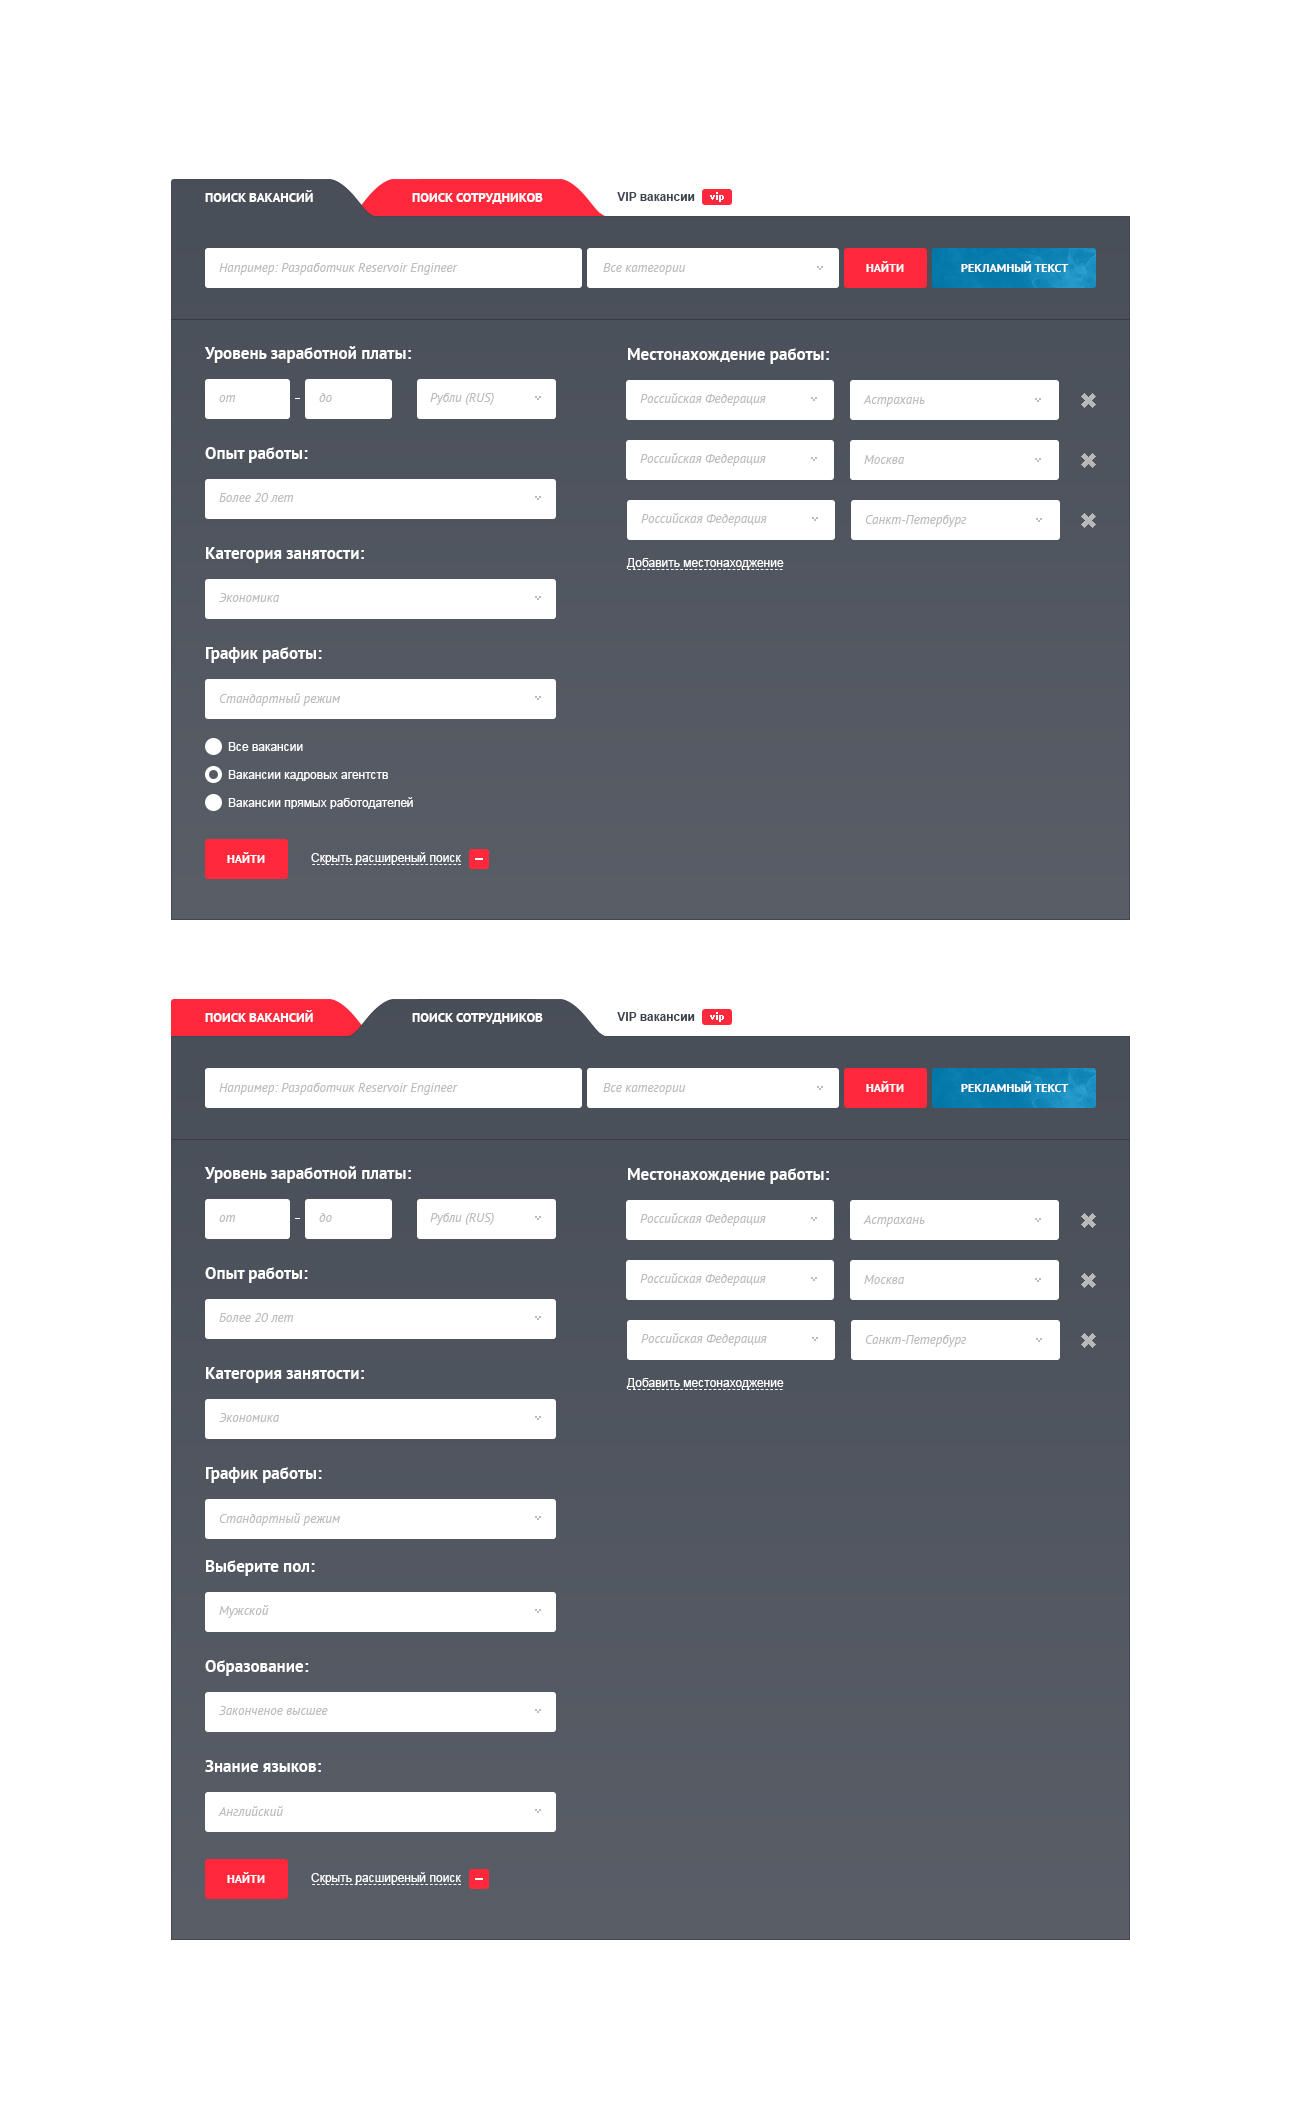 ПОИСК ВАКАНСИЙ ПОИСК СОТРУДНИКОВ VIP вакансии vip
Например: Разработчик Reservoir Engineer Все категории НАЙТИ РЕКЛАМНЫЙ ТЕКСТ
Уровень заработной платы:
от – до Рубли (RUS)
Опыт работы:
Более 20 лет
Категория занятости:
Экономика
График работы:
Стандартный режим
Все вакансии
Вакансии кадровых агентств
Вакансии прямых работодателей
НАЙТИ Скрыть расширеный поиск
Местонахождение работы:
Российская Федерация Астрахань
Российская Федерация Москва
Российская Федерация Санкт-Петербург
Добавить местонаходжение
ПОИСК ВАКАНСИЙ ПОИСК СОТРУДНИКОВ VIP вакансии vip
Например: Разработчик Reservoir Engineer Все категории НАЙТИ РЕКЛАМНЫЙ ТЕКСТ
Уровень заработной платы:
от – до Рубли (RUS)
Опыт работы:
Более 20 лет
Категория занятости:
Экономика
График работы:
Стандартный режим
Выберите пол:
Мужской
Образование:
Законченое высшее
Знание языков:
Английский
НАЙТИ Скрыть расширеный поиск
Местонахождение работы:
Российская Федерация Астрахань
Российская Федерация Москва
Российская Федерация Санкт-Петербург
Добавить местонаходжение